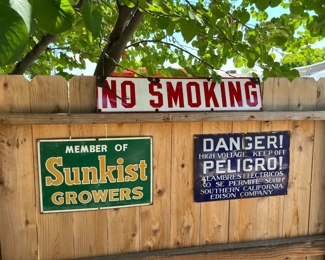 NO $MOKING
MEMBER OF
Sunkist
GROWERS
DANGER!
HIGH VOLTAGE KEEP OFF
PELIGRO!
ALAMBRES ELECTRICOS
NO SE PERMITE SUBIR
SOUTHERN CALIFORNIA
EDISON COMPANY